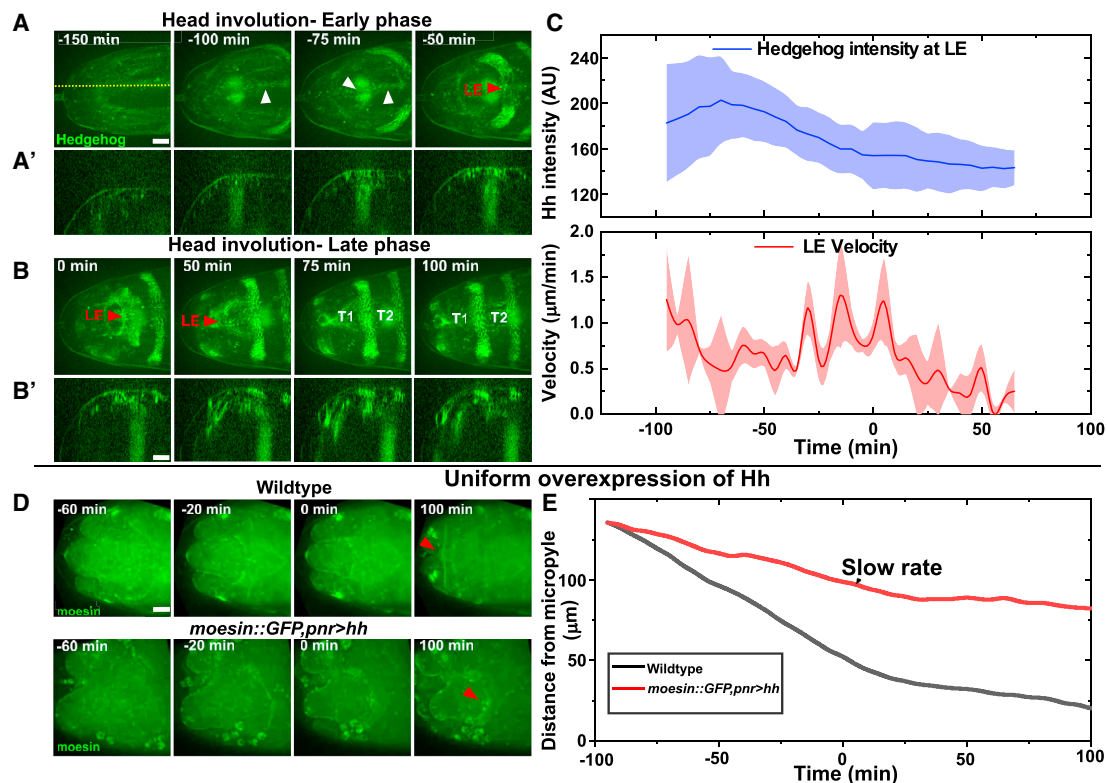 A
Head involution- Early phase
-150 min
-100 min
-75 min
-50 min
LE
Hedgehog
A'
Head involution- Late phase
B
0 min
50 min
75 min
100 min
LE
LE
T1
T2
T1
T2
B'
C
Hedgehog intensity at LE
Hh intensity (AU)
240
200
160
120
LE Velocity
Velocity (μm/min)
2.0
1.5
1.0
0.5
0.0
-100
-50
0
50
100
Time (min)
Uniform overexpression of Hh
D
Wildtype
-60 min
-20 min
0 min
100 min
moesin
moesin::GFP,pnr>hh
-60 min
-20 min
0 min
100 min
moesin
E
Distance from micropyle
(μm)
100
50
0
Slow rate
Wildtype
moesin::GFP,pnr>hh
-100
-50
0
50
100
Time (min)